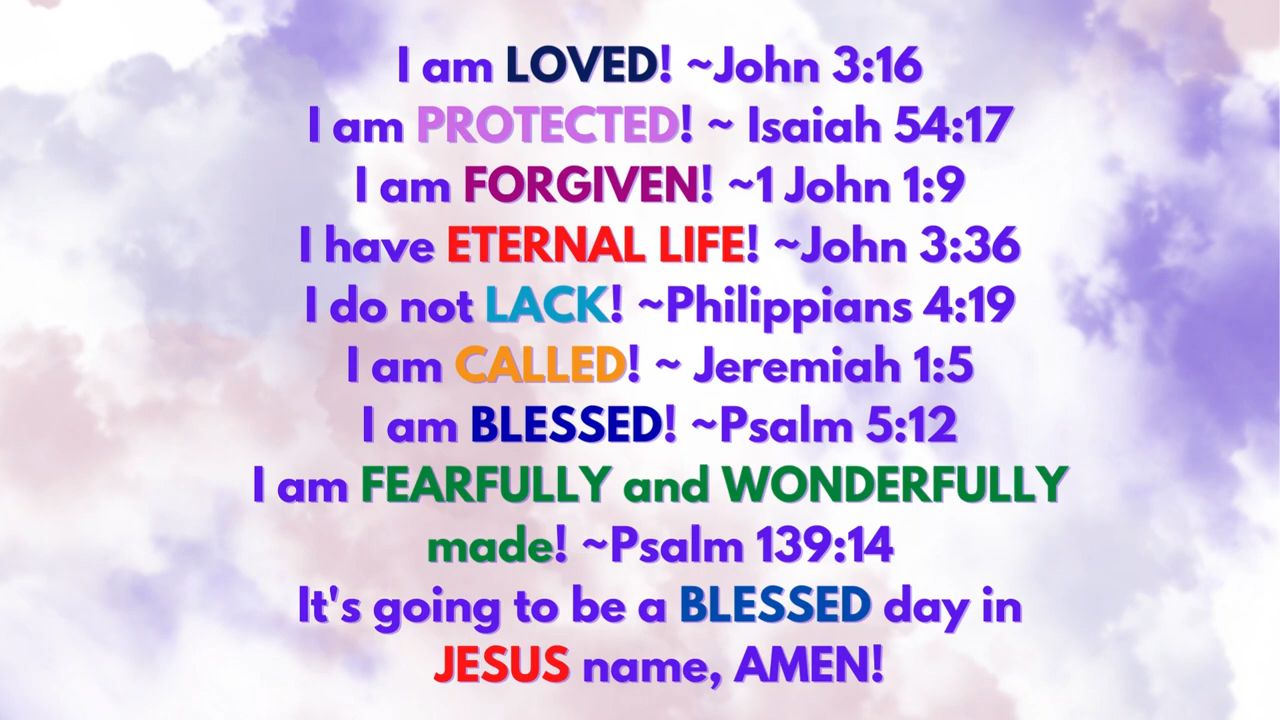 I am LOVED! ~John 3:16
I am PROTECTED! ~ Isaiah 54:17
I am FORGIVEN! ~1 John 1:9
I have ETERNAL LIFE! ~John 3:36
I do not LACK! ~Philippians 4:19
I am CALLED! ~ Jeremiah 1:5
I am BLESSED! ~Psalm 5:12
I am FEARFULLY and WONDERFULLY
made! ~Psalm 139:14
It's going to be a BLESSED day in
JESUS name, AMEN!